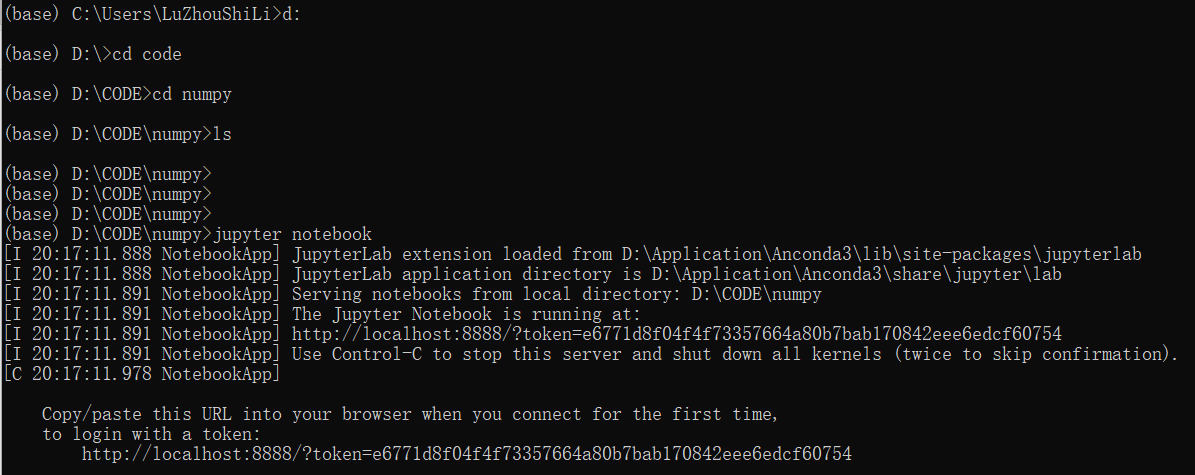 (base) C:\Users\LuZhouShiLi>d:
(base) D:\>cd code
(base) D:\CODE>cd numpy
(base) D:\CODE\numpy>ls
(base) D:\CODE\numpy>
(base) D:\CODE\numpy>
(base) D:\CODE\numpy>
(base) D:\CODE\numpy>jupyter notebook
[I 20:17:11.888 NotebookApp] JupyterLab extension loaded from D:\Application\Anconda3\lib\site-packages\jupyterlab
[I 20:17:11.888 NotebookApp] JupyterLab application directory is D:\Application\Anconda3\share\jupyter\lab
[I 20:17:11.891 NotebookApp] Serving notebooks from local directory: D:\CODE\numpy
[I 20:17:11.891 NotebookApp] The Jupyter Notebook is running at:
[I 20:17:11.891 NotebookApp] http://localhost:8888/?token=e6771d8f04f4f73357664a80b7bab170842eee6edcf60754
[I 20:17:11.891 NotebookApp] Use Control-C to stop this server and shut down all kernels (twice to skip confirmation).
[C 20:17:11.978 NotebookApp]
Copy/paste this URL into your browser when you connect for the first time,
to login with a token:
http://localhost:8888/?token=e6771d8f04f4f73357664a80b7bab170842eee6edcf60754